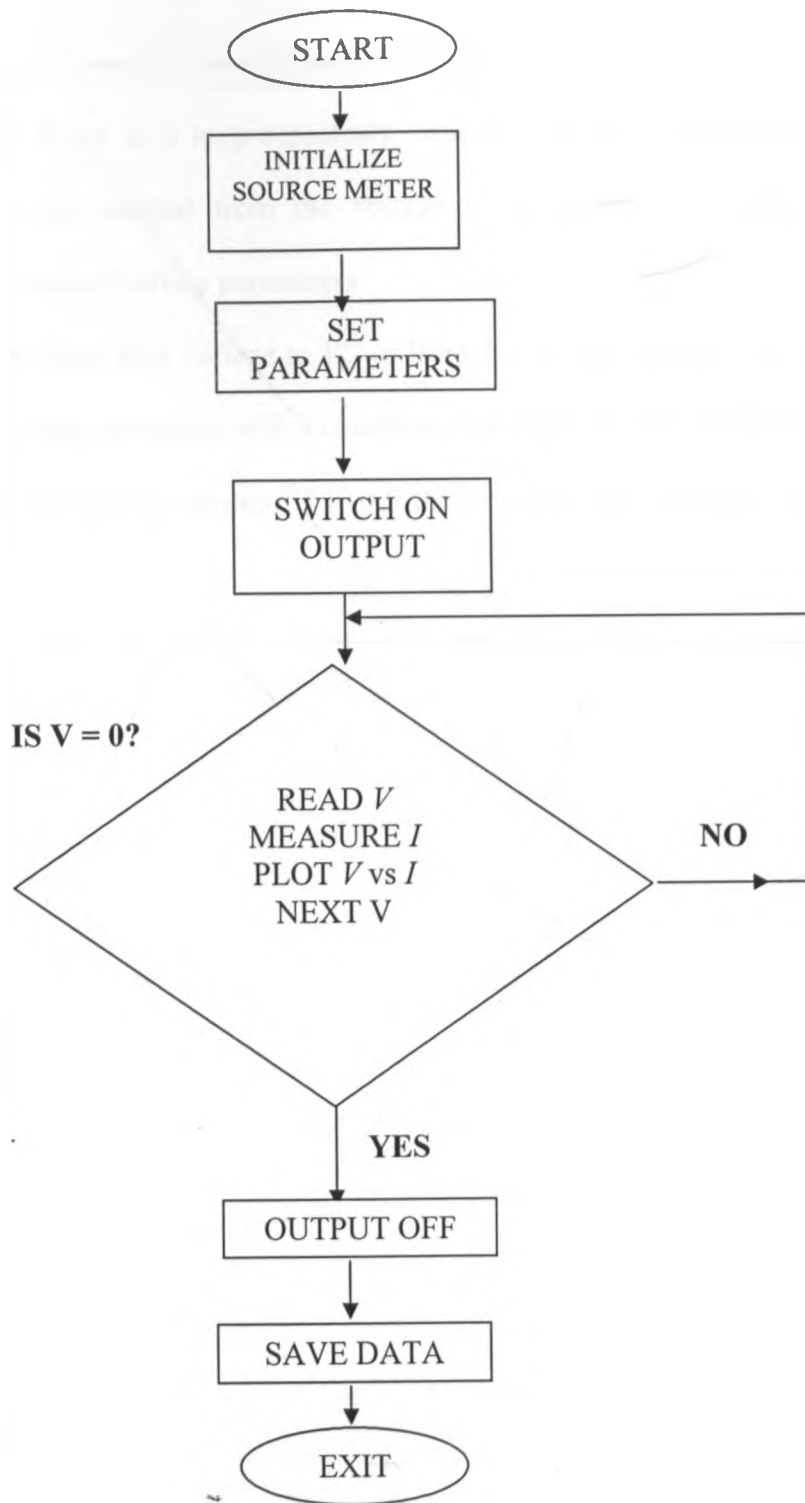 START
INITIALIZE
SOURCE METER
SET
PARAMETERS
SWITCH ON
OUTPUT
IS V = 0?
READ V
MEASURE I
PLOT V vs I
NEXT V
NO
YES
OUTPUT OFF
SAVE DATA
EXIT